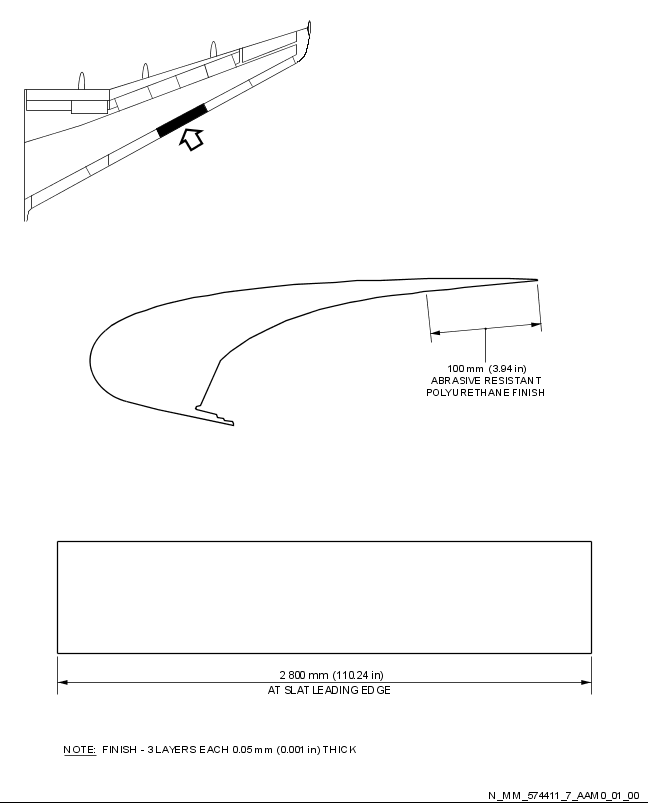 100 mm (3.94 in)
ABRASIVE RESISTANT
POLYURETHANE FINISH
2 800 mm (110.24 in)
AT SLAT LEADING EDGE
NOTE: FINISH - 3 LAYERS EACH 0.05 mm (0.001 in) THICK
N_MM_574411_7_AAM0_01_00